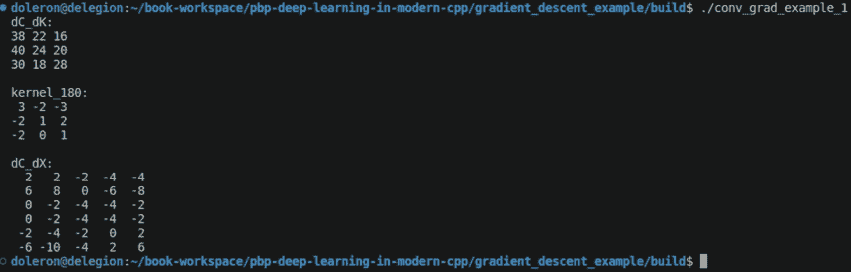 doleron@delegion:~/book-workspace/pbp-deep-learning-in-modern-cpp/gradient_descent_example/build$ ./conv_grad_example_1
dC_dK:
38 22 16
40 24 20
30 18 28
kernel_180:
3 -2 -3
-2 1 2
-2 0 1
dC_dX:
2 2 -2 -4 -4
6 8 0 -6 -8
0 -2 -4 -4 -2
0 -2 -4 -4 -2
-2 -4 -2 0 2
-6 -10 -4 2 6
doleron@delegion:~/book-workspace/pbp-deep-learning-in-modern-cpp/gradient_descent_example/build$